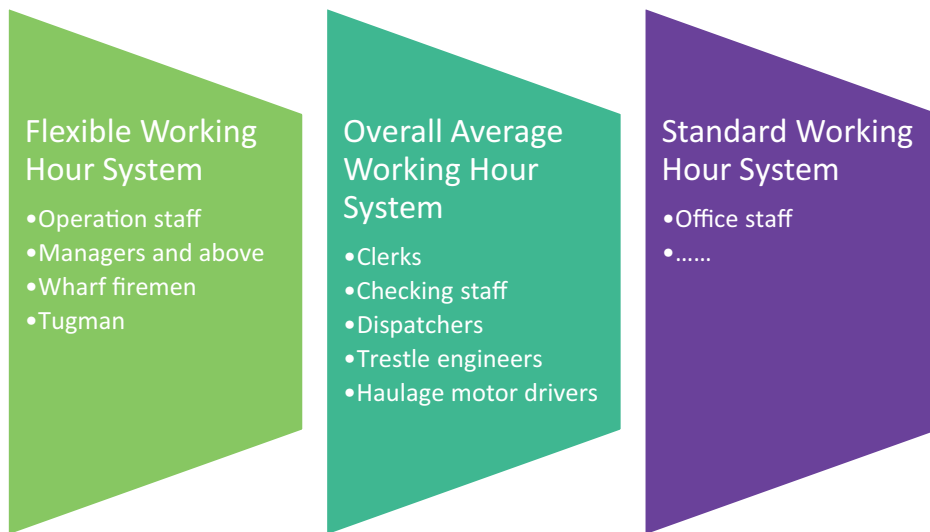 Flexible Working
Hour System
•Operation staff
•Managers and above
•Wharf firemen
•Tugman
Overall Average
Working Hour
System
•Clerks
•Checking staff
•Dispatchers
•Trestle engineers
•Haulage motor drivers
Standard Working
Hour System
•Office staff
•......